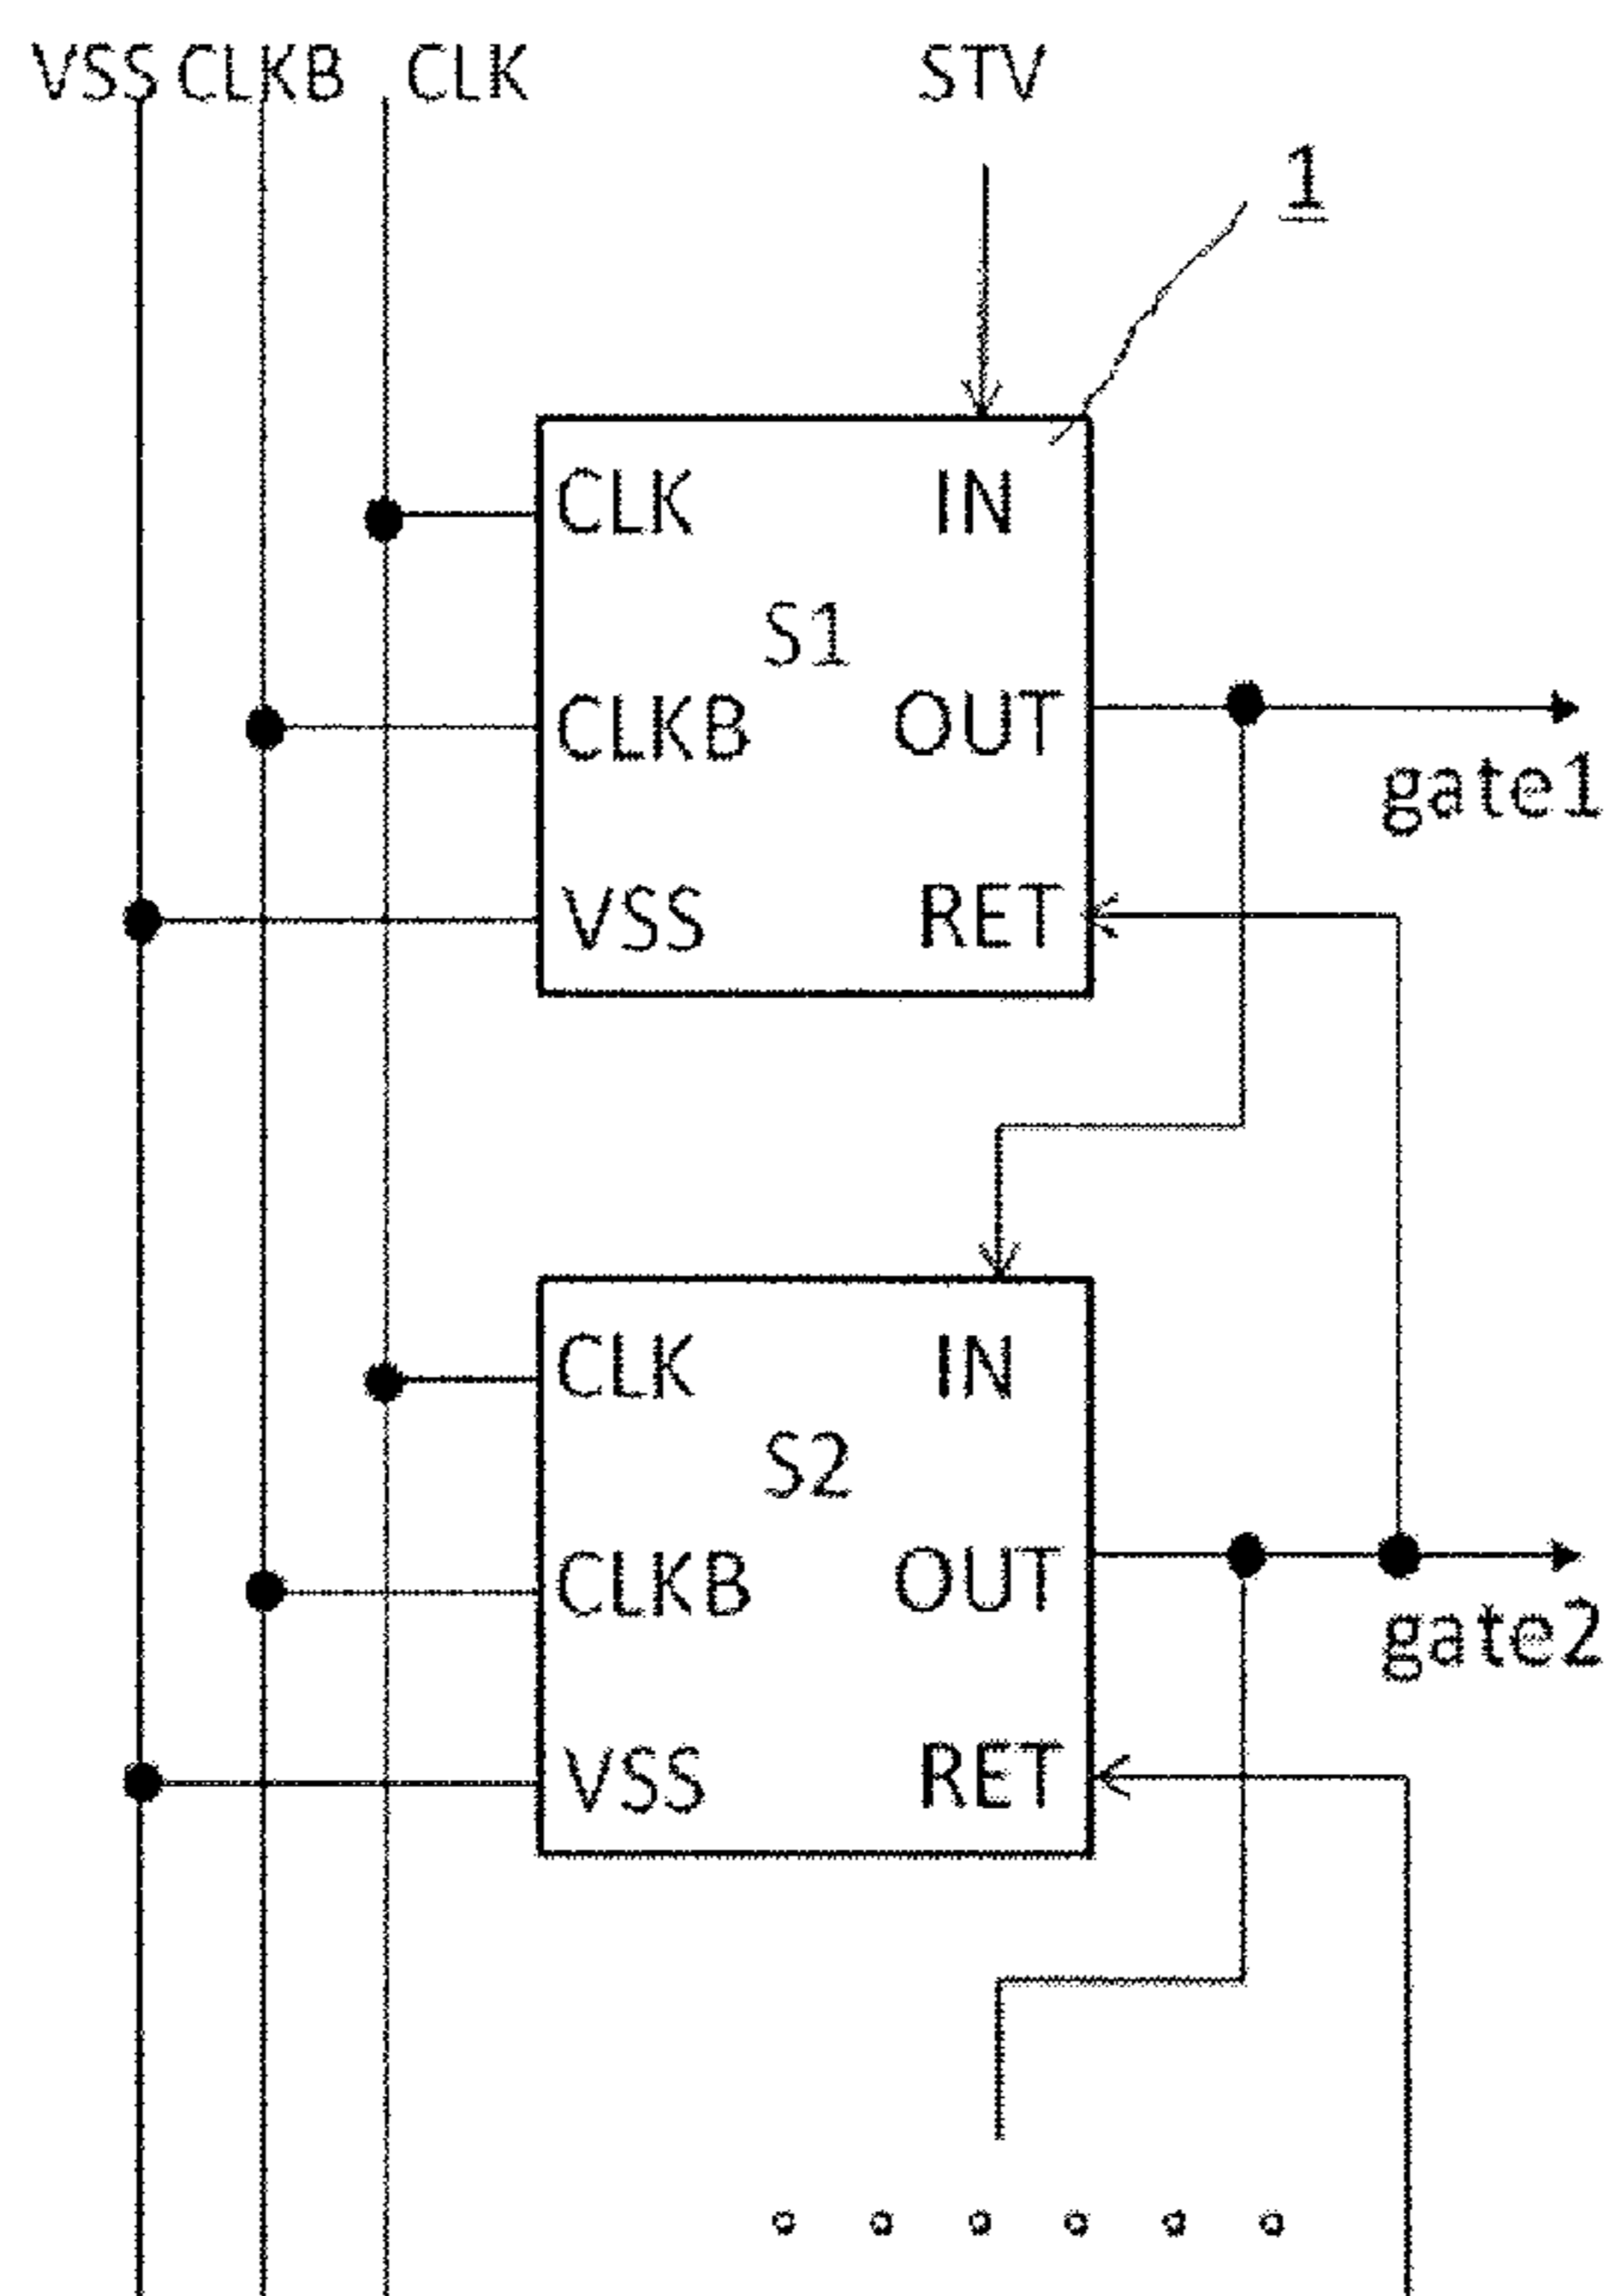 VSS CLKB CLK STV
1
CLK IN
S1
CLKB OUT
gate1
VSS RET
CLK IN
S2
CLKB OUT
gate2
VSS RET